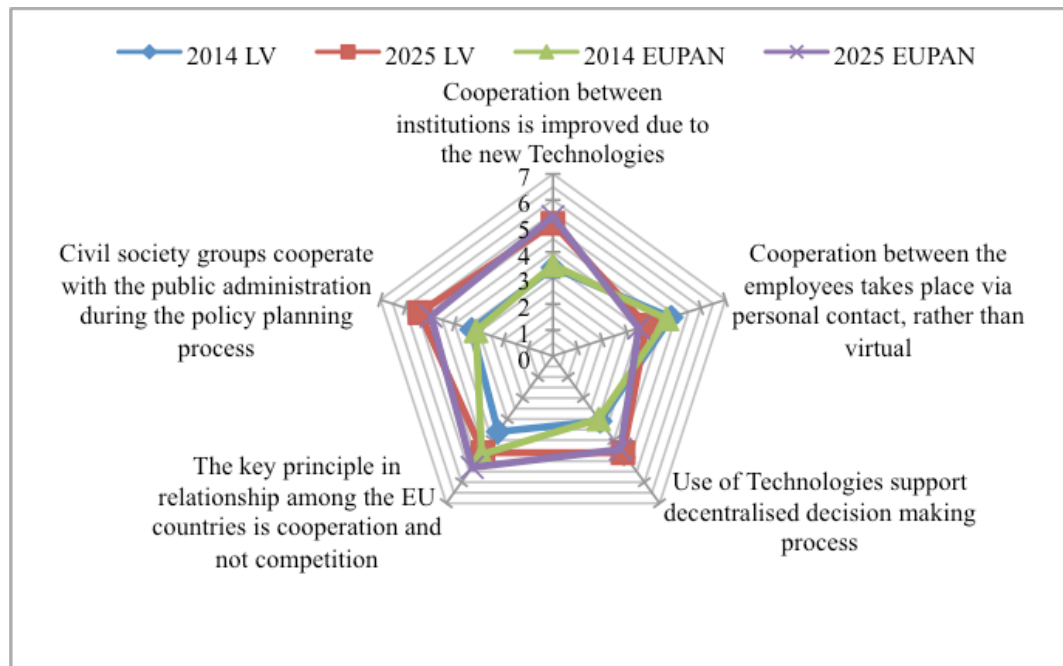 2014 LV 2025 LV 2014 EUPAN 2025 EUPAN
Cooperation between
institutions is improved due to
the new Technologies
7
6
5
4
3
2
1
0
Cooperation between the
employees takes place via
personal contact, rather than
virtual
Use of Technologies support
decentralised decision making
process
The key principle in
relationship among the EU
countries is cooperation and
not competition
Civil society groups cooperate
with the public administration
during the policy planning
process